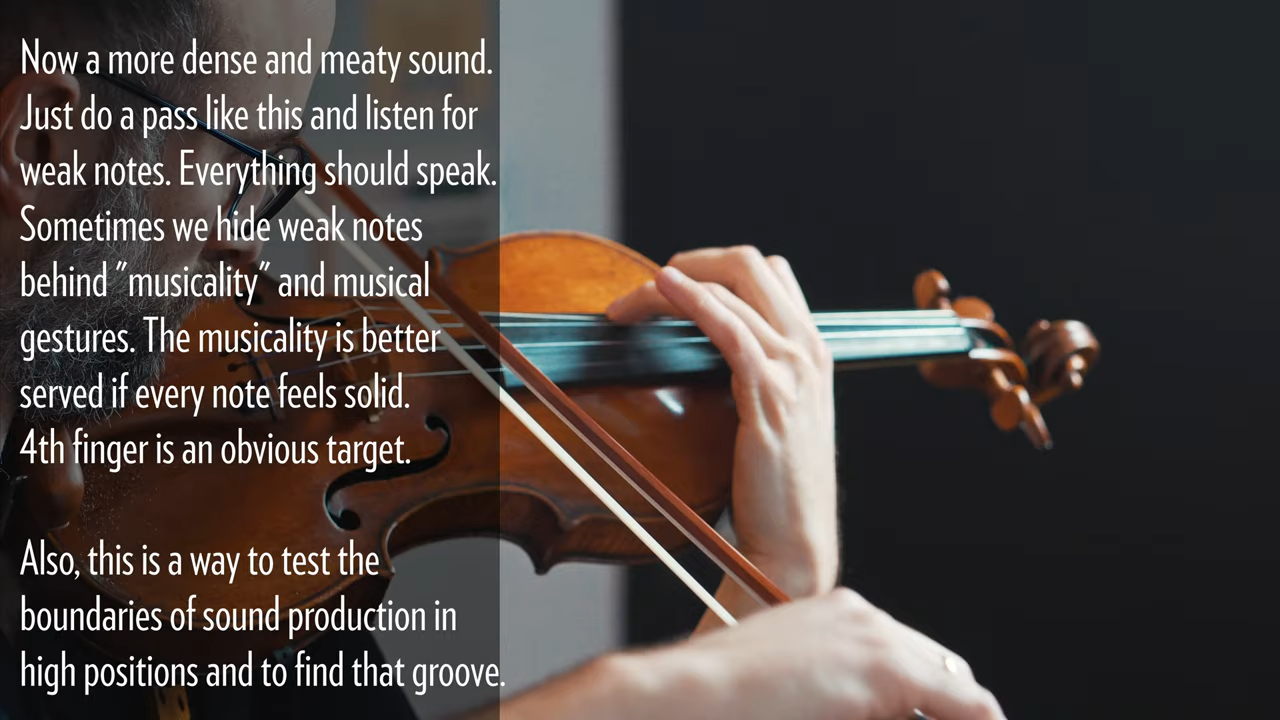 Now a more dense and meaty sound.
Just do a pass like this and listen for
weak notes. Everything should speak.
Sometimes we hide weak notes
behind "musicality" and musical
gestures. The musicality is better
served if every note feels solid.
4th finger is an obvious target.
Also, this is a way to test the
boundaries of sound production in
high positions and to find that groove.